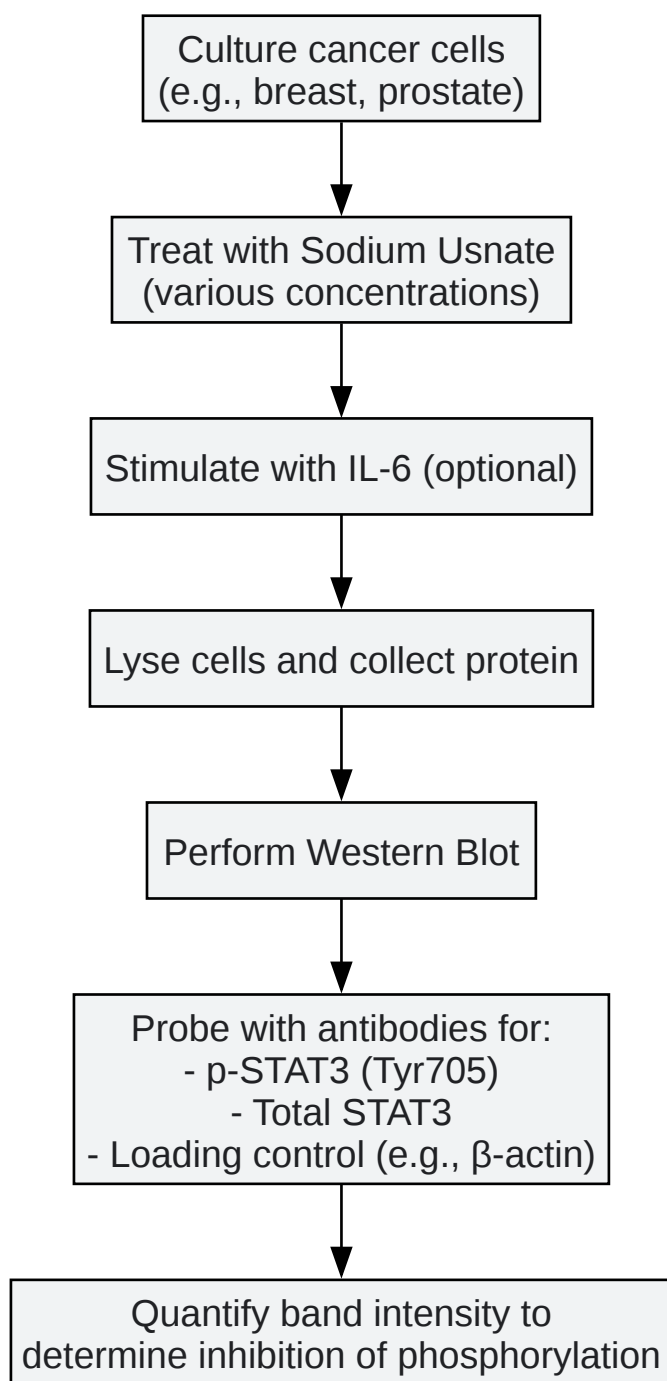 Culture cancer cells
(e.g., breast, prostate)
Treat with Sodium Usnate
(various concentrations)
Stimulate with IL-6 (optional)
Lyse cells and collect protein
Perform Western Blot
Probe with antibodies for:
- p-STAT3 (Tyr705)
- Total STAT3
- Loading control (e.g., β-actin)
Quantify band intensity to
determine inhibition of phosphorylation